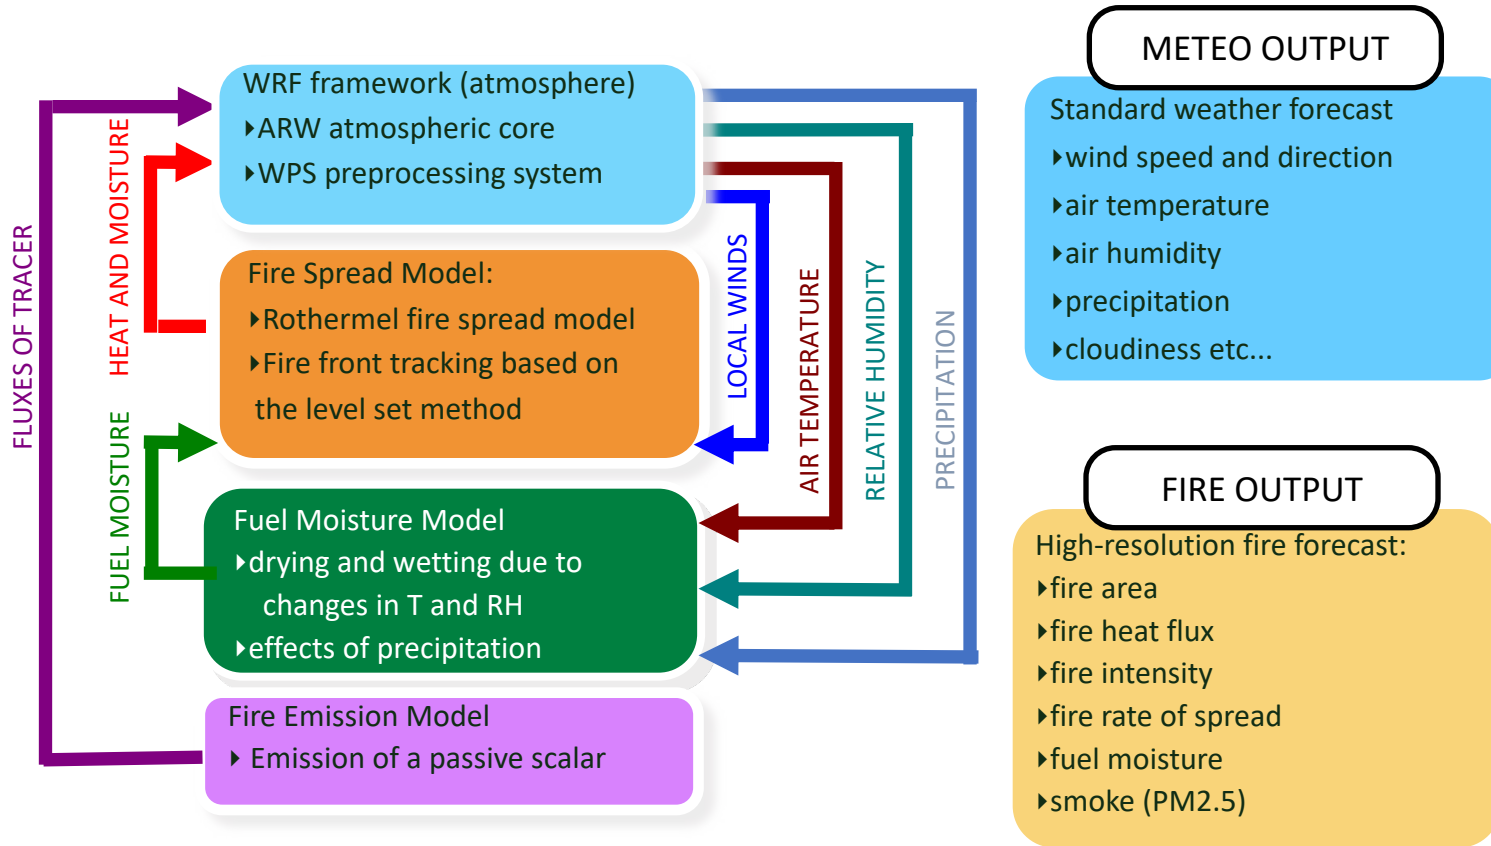 WRF framework (atmosphere)
‣ARW atmospheric core
‣WPS preprocessing system
Fire Spread Model:
‣Rothermel fire spread model
‣Fire front tracking based on
the level set method
Fuel Moisture Model
‣drying and wetting due to
changes in T and RH
‣effects of precipitation
Fire Emission Model
‣ Emission of a passive scalar
FLUXES OF TRACER
HEAT AND MOISTURE
FUEL MOISTURE
LOCAL WINDS
AIR TEMPERATURE
RELATIVE HUMIDITY
PRECIPITATION
METEO OUTPUT
Standard weather forecast
‣wind speed and direction
‣air temperature
‣air humidity
‣precipitation
‣cloudiness etc...
FIRE OUTPUT
High-resolution fire forecast:
‣fire area
‣fire heat flux
‣fire intensity
‣fire rate of spread
‣fuel moisture
‣smoke (PM2.5)